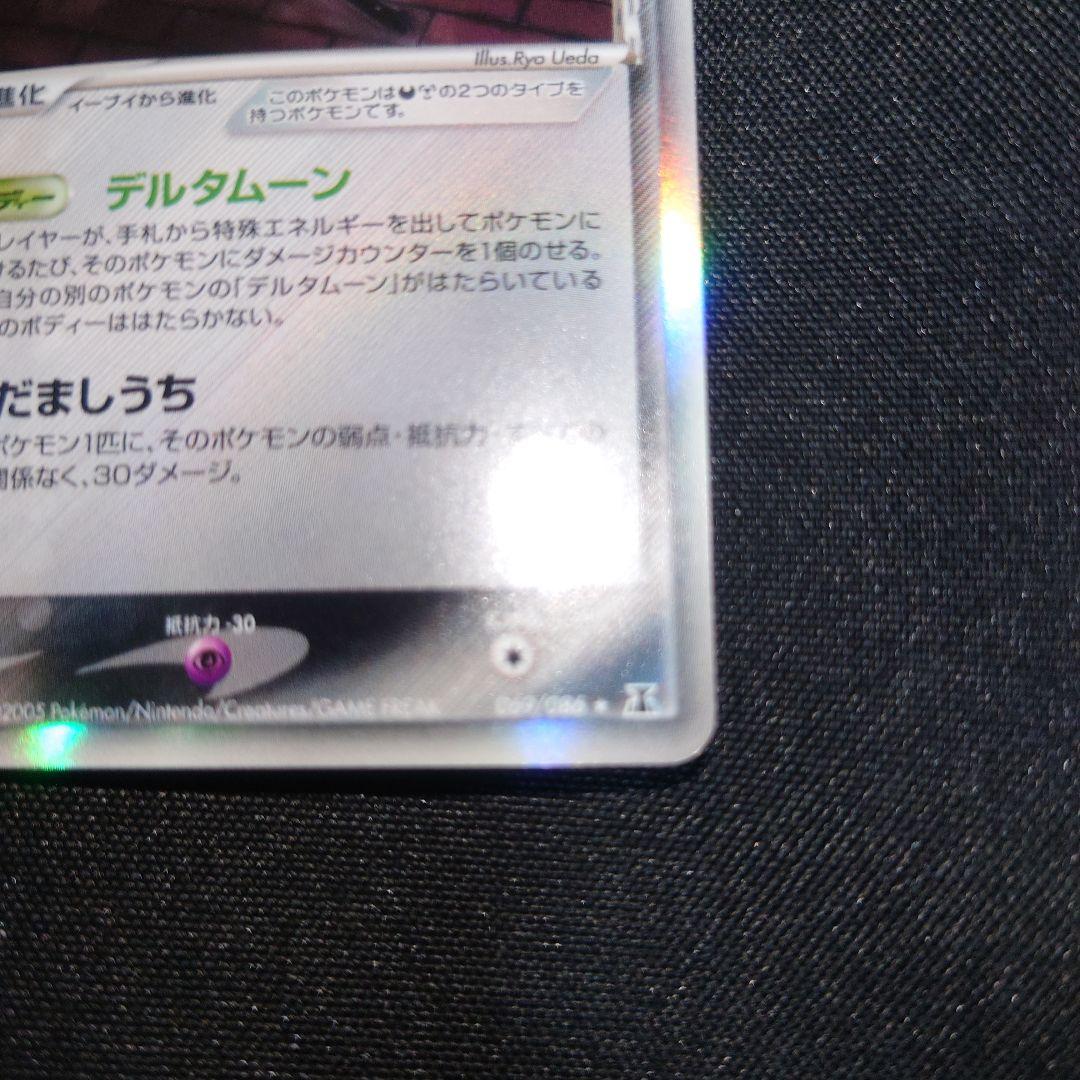 Illus.Ryo Ueda
進化 イーブイから進化
このポケモンはの2つのタイプを
持つポケモンです。
ディー デルタムーン
レイヤーが、手札から特殊エネルギーを出してポケモンに
けるたび、そのポケモンにダメージカウンターを1個のせる。
自分の別のポケモンの「デルタムーン」がはたらいている
のボディーははたらかない。
だましうち
ポケモン1匹に、そのポケモンの弱点・抵抗力
関係なく、30ダメージ。
抵抗力 -30
©2005 Pokémon/Nintendo/Creatures/GAME FREAK.